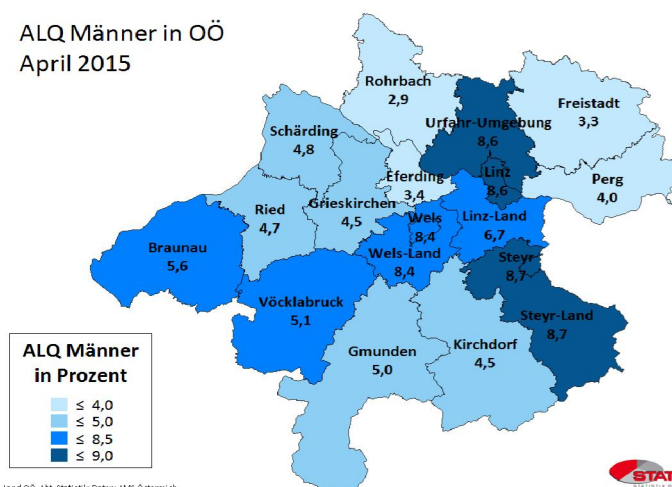 ALQ Männer in OÖ
April 2015
Rohrbach
2,9
Freistadt
3,3
Urfahr-Umgebung
8,6
Schärding
4,8
Linz
8,6
Eferding
3,4
Perg
4,0
Grieskirchen
4,5
Ried
4,7
Wels
8,4
Linz-Land
6,7
Braunau
5,6
Wels-Land
8,4
Steyr
8,7
Vöcklabruck
5,1
Steyr-Land
8,7
Gmunden
5,0
Kirchdorf
4,5
ALQ Männer
in Prozent
≤ 4,0
≤ 5,0
≤ 8,5
≤ 9,0
STAT